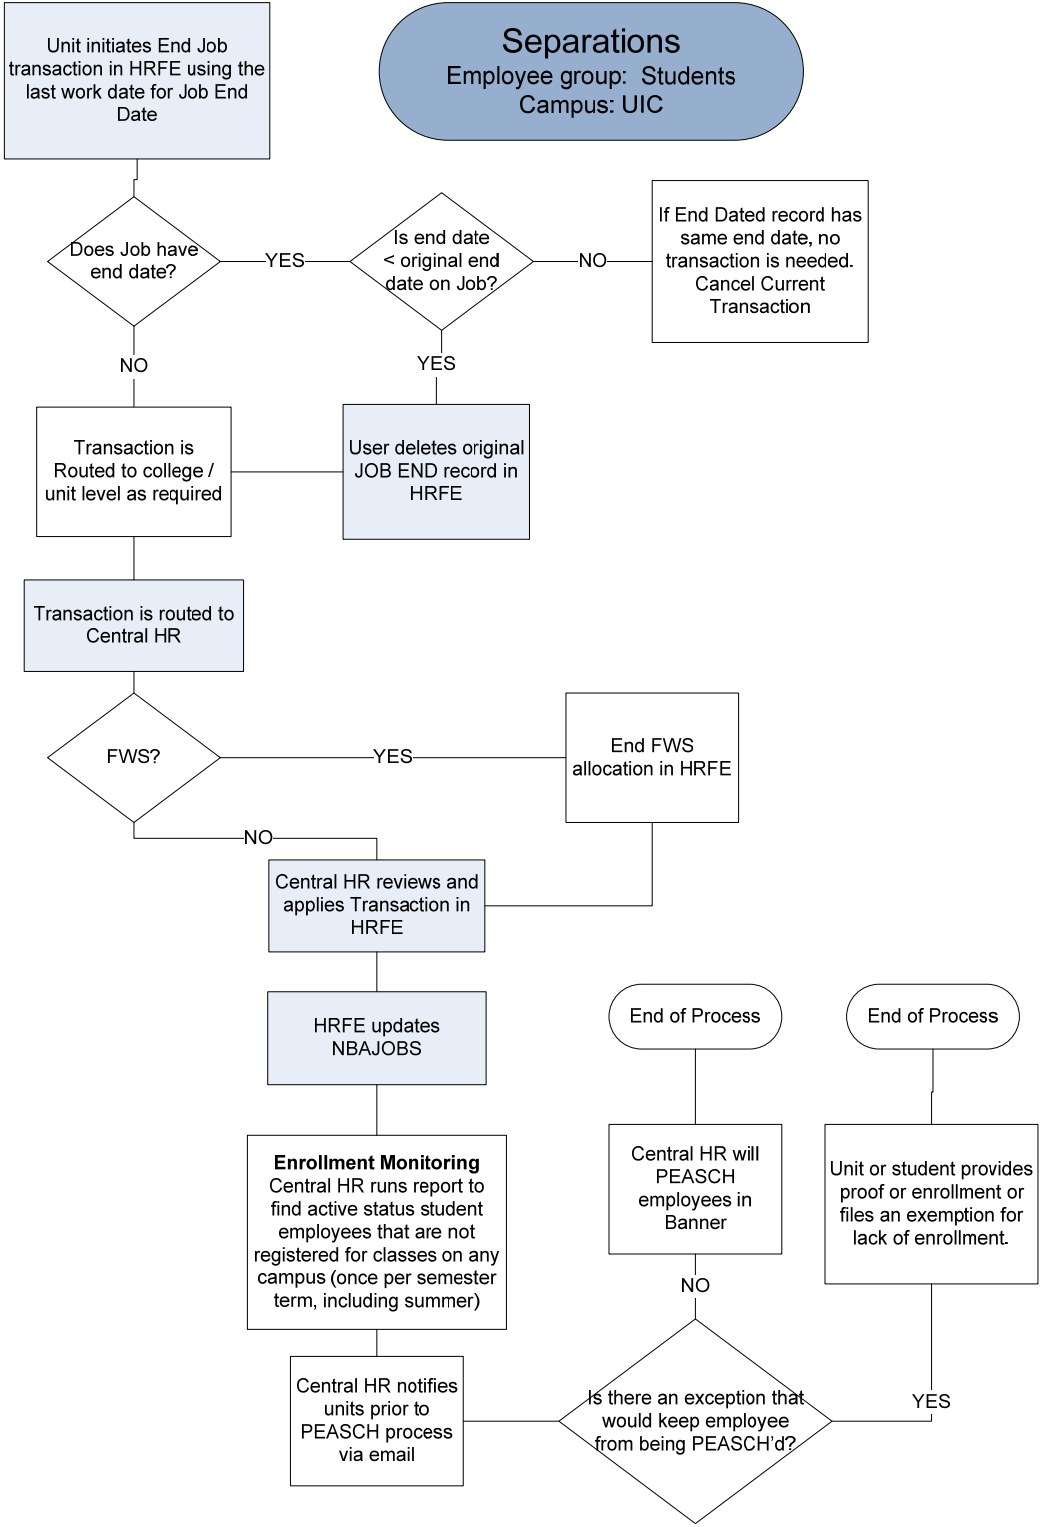 Separations
Employee group:  Students
Campus: UIC
Unit initiates End Job
transaction in HRFE using the
last work date for Job End
Date
Does Job have
end date?
YES
Is end date
< original end
date on Job?
NO
If End Dated record has
same end date, no
transaction is needed.
Cancel Current
Transaction
NO
YES
Transaction is
Routed to college /
unit level as required
User deletes original
JOB END record in
HRFE
Transaction is routed to
Central HR
FWS?
YES
End FWS
allocation in HRFE
NO
Central HR reviews and
applies Transaction in
HRFE
HRFE updates
NBAJOBS
Enrollment Monitoring
Central HR runs report to
find active status student
employees that are not
registered for classes on any
campus (once per semester
term, including summer)
Central HR notifies
units prior to
PEASCH process
via email
Is there an exception that
would keep employee
from being PEASCH'd?
NO
Central HR will
PEASCH
employees in
Banner
End of Process
YES
Unit or student provides
proof or enrollment or
files an exemption for
lack of enrollment.
End of Process